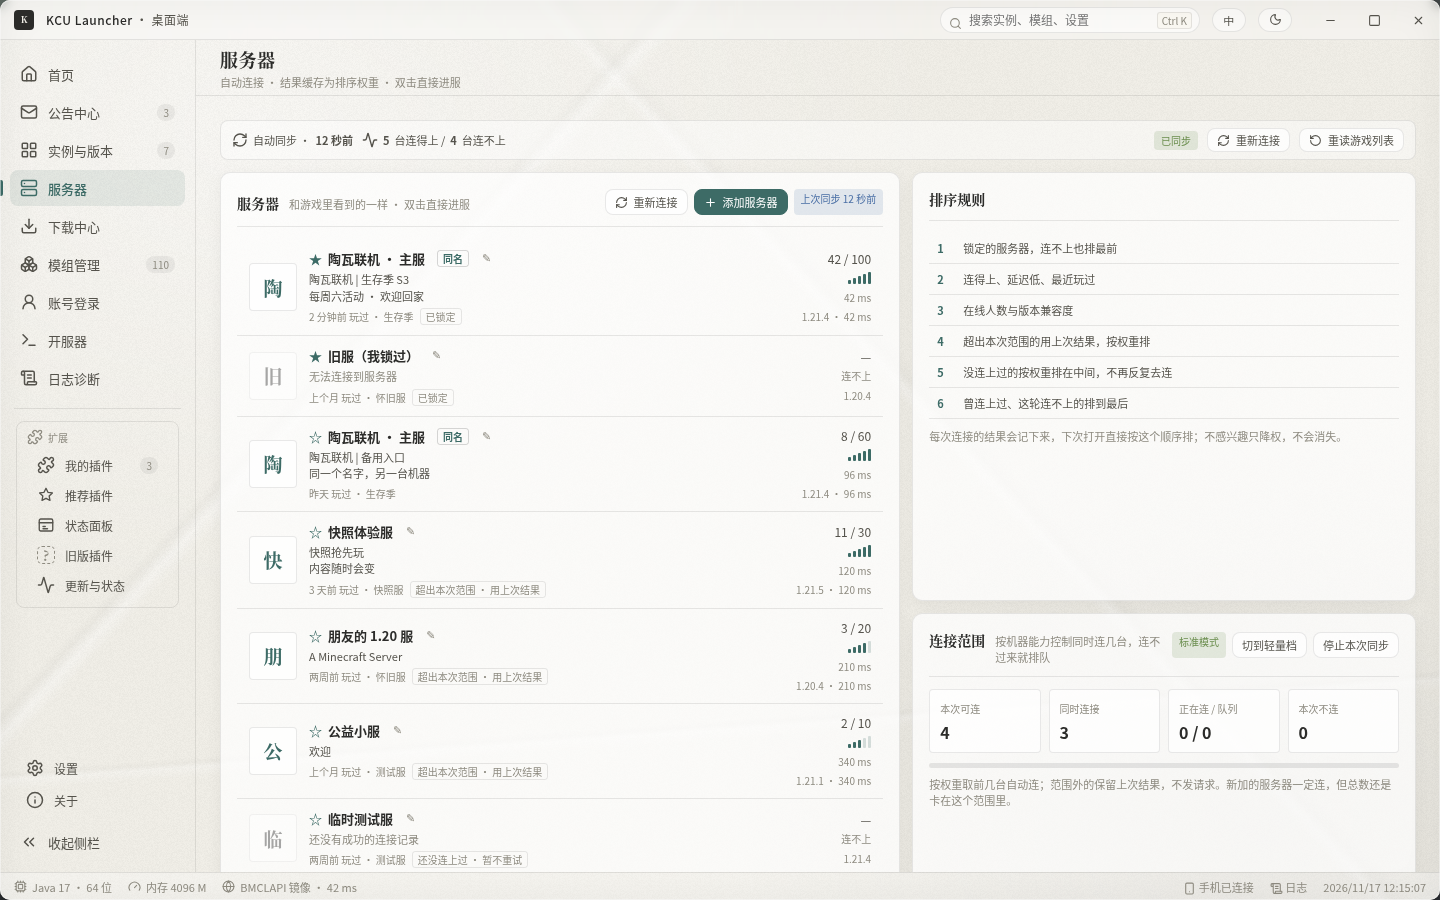 K KCU Launcher · 桌面端
搜索实例、模组、设置 Ctrl K 中
首页
公告中心 3
实例与版本 7
服务器
下载中心
模组管理 110
账号登录
开服器
日志诊断
扩展
我的插件 3
推荐插件
状态面板
旧版插件
更新与状态
设置
关于
收起侧栏
服务器
自动连接 · 结果缓存为排序权重 · 双击直接进服
自动同步 · 12 秒前 5 台连得上 / 4 台连不上
已同步 重新连接 重读游戏列表
服务器 和游戏里看到的一样 · 双击直接进服 重新连接 + 添加服务器 上次同步 12 秒前
陶
★ 陶瓦联机 · 主服 同名 ✎
陶瓦联机 | 生存季 S3
每周六活动 · 欢迎回家
2 分钟前 玩过 · 生存季 已锁定
42 / 100
42 ms
1.21.4 · 42 ms
旧
★ 旧服（我锁过） ✎
无法连接到服务器
上个月 玩过 · 怀旧服 已锁定
—
连不上
1.20.4
陶
☆ 陶瓦联机 · 主服 同名 ✎
陶瓦联机 | 备用入口
同一个名字，另一台机器
昨天 玩过 · 生存季
8 / 60
96 ms
1.21.4 · 96 ms
快
☆ 快照体验服 ✎
快照抢先玩
内容随时会变
3 天前 玩过 · 快照服 超出本次范围 · 用上次结果
11 / 30
120 ms
1.21.5 · 120 ms
朋
☆ 朋友的 1.20 服 ✎
A Minecraft Server
两周前 玩过 · 怀旧服 超出本次范围 · 用上次结果
3 / 20
210 ms
1.20.4 · 210 ms
公
☆ 公益小服 ✎
欢迎
上个月 玩过 · 测试服 超出本次范围 · 用上次结果
2 / 10
340 ms
1.21.1 · 340 ms
临
☆ 临时测试服 ✎
还没有成功的连接记录
两周前 玩过 · 测试服 还没连上过 · 暂不重试
—
连不上
1.21.4
排序规则
1 锁定的服务器，连不上也排最前
2 连得上、延迟低、最近玩过
3 在线人数与版本兼容度
4 超出本次范围的用上次结果，按权重排
5 没连上过的按权重排在中间，不再反复去连
6 曾连上过、这轮连不上的排到最后
每次连接的结果会记下来，下次打开直接按这个顺序排；不感兴趣只降权，不会消失。
连接范围 按机器能力控制同时连几台，连不
过来就排队
标准模式 切到轻量档 停止本次同步
本次可连
4
同时连接
3
正在连 / 队列
0 / 0
本次不连
0
按权重取前几台自动连；范围外的保留上次结果，不发请求。新加的服务器一定连，但总数还是
卡在这个范围里。
Java 17 · 64 位 内存 4096 M BMCLAPI 镜像 · 42 ms
手机已连接 日志 2026/11/17 12:15:07